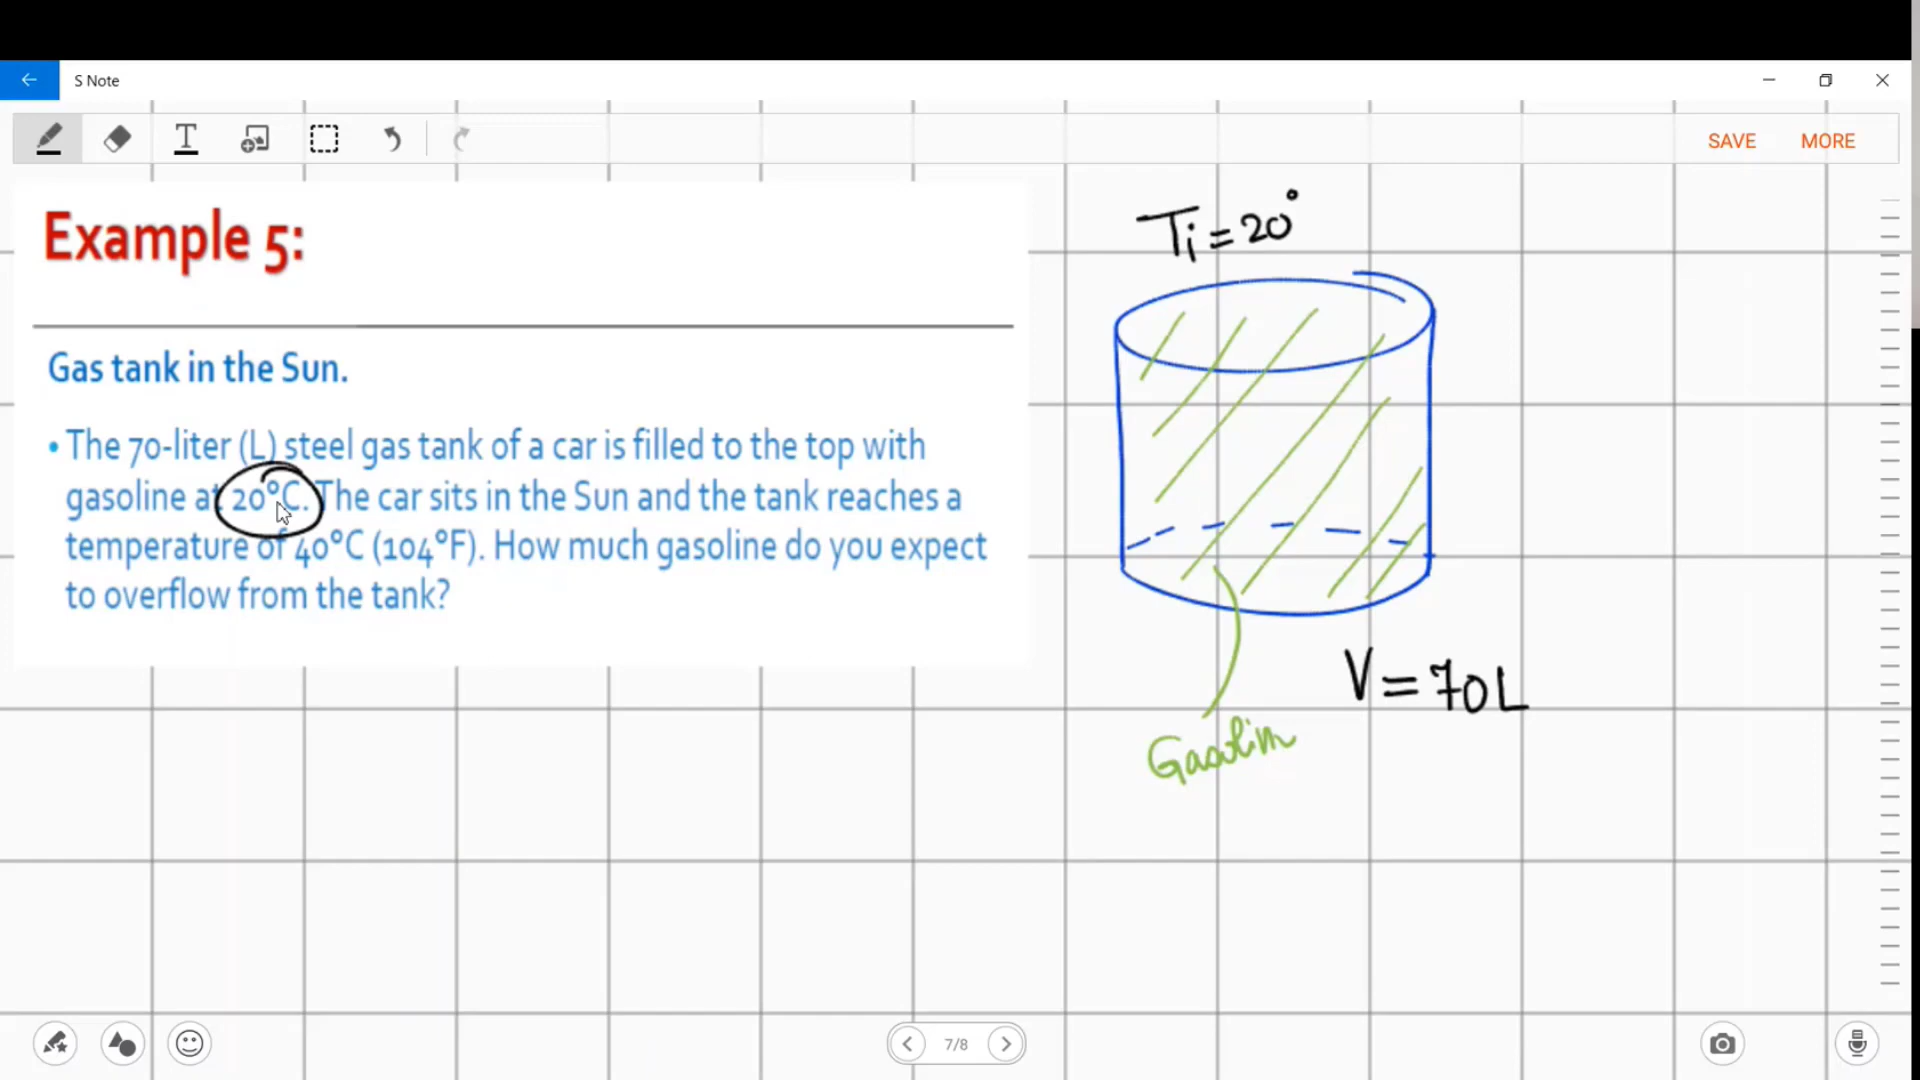 S Note
T
SAVE MORE
Example 5:
Gas tank in the Sun.
• The 70-liter (L) steel gas tank of a car is filled to the top with
gasoline at 20°C. The car sits in the Sun and the tank reaches a
temperature of 40°C (104°F). How much gasoline do you expect
to overflow from the tank?
Ti = 20°
V = 70L
Gasolin
7/8